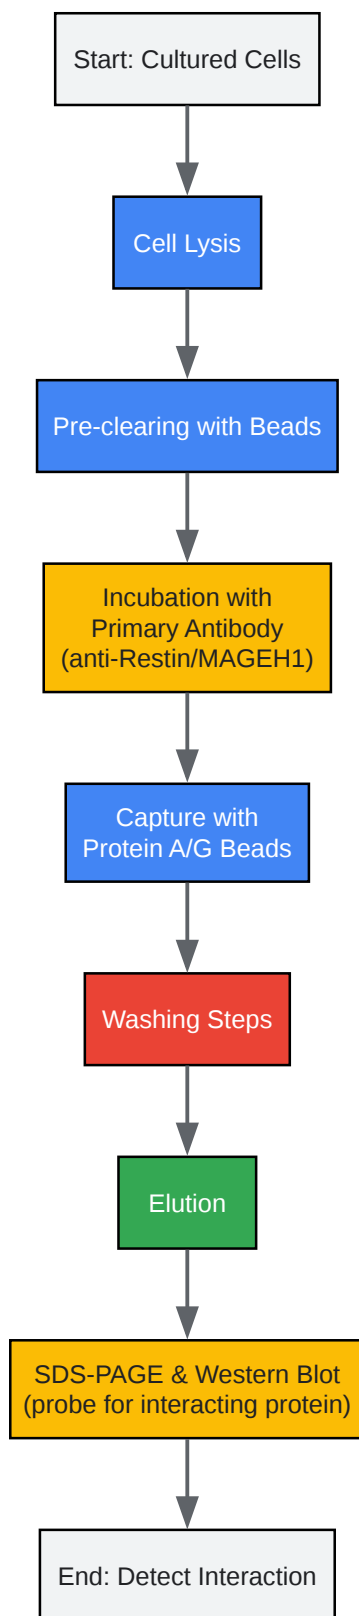 Start: Cultured Cells
Cell Lysis
Pre-clearing with Beads
Incubation with
Primary Antibody
(anti-Restin/MAGEH1)
Capture with
Protein A/G Beads
Washing Steps
Elution
SDS-PAGE & Western Blot
(probe for interacting protein)
End: Detect Interaction